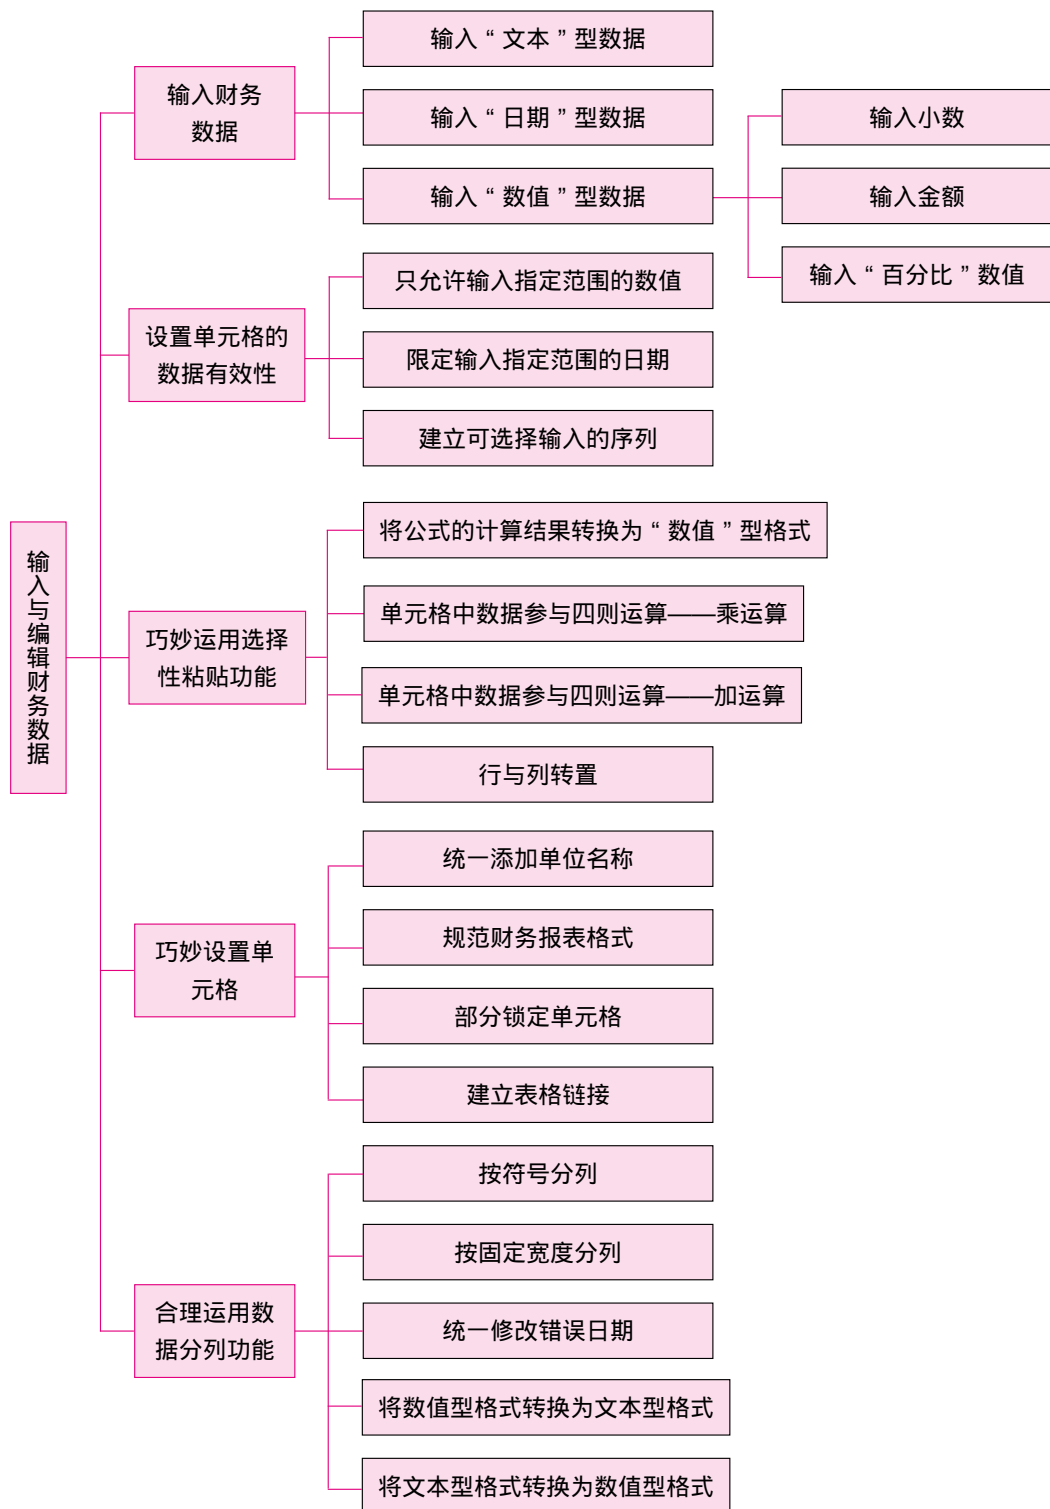 输入与编辑财务数据
输入财务
数据
输入“文本”型数据
输入“日期”型数据
输入“数值”型数据
输入小数
输入金额
输入“百分比”数值
设置单元格的
数据有效性
只允许输入指定范围的数值
限定输入指定范围的日期
建立可选择输入的序列
巧妙运用选择
性粘贴功能
将公式的计算结果转换为“数值”型格式
单元格中数据参与四则运算——乘运算
单元格中数据参与四则运算——加运算
行与列转置
巧妙设置单
元格
统一添加单位名称
规范财务报表格式
部分锁定单元格
建立表格链接
合理运用数
据分列功能
按符号分列
按固定宽度分列
统一修改错误日期
将数值型格式转换为文本型格式
将文本型格式转换为数值型格式